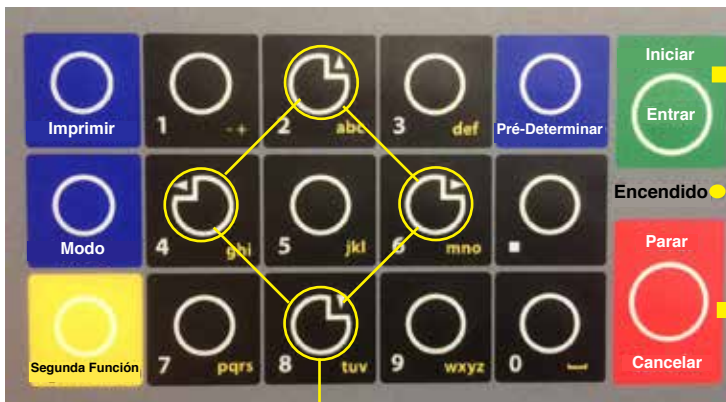 Iniciar
Entrar
Imprimir
1 - +
2 abc
3 def
Pré-Determinar
Encendido
Modo
4 ghi
5 jkl
6 mno
.
Parar
Segunda Función
7 pqrs
8 tuv
9 wxyz
0
Cancelar